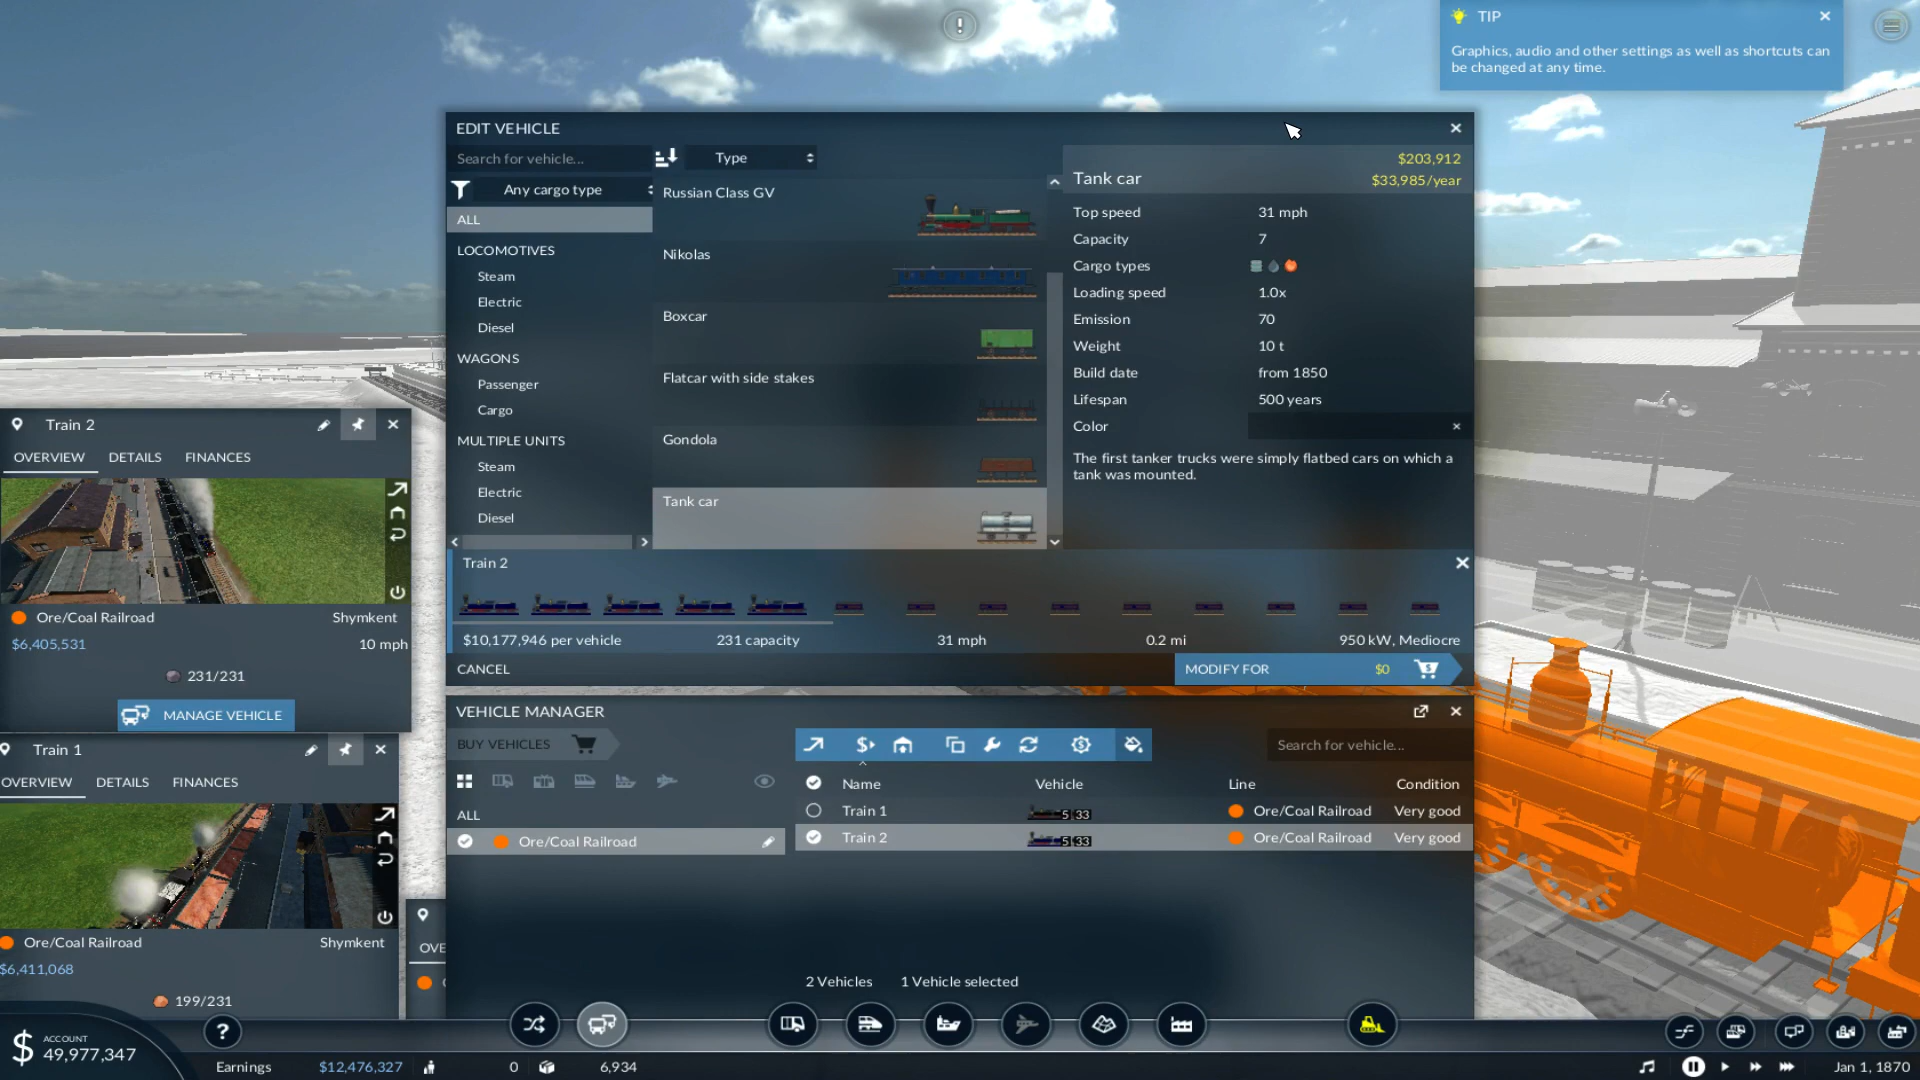 TIP
Graphics, audio and other settings as well as shortcuts can
be changed at any time.
EDIT VEHICLE
Search for vehicle...
Type
Any cargo type
ALL
LOCOMOTIVES
Steam
Electric
Diesel
WAGONS
Passenger
Cargo
MULTIPLE UNITS
Steam
Electric
Diesel
Russian Class GV
Nikolas
Boxcar
Flatcar with side stakes
Gondola
Tank car
$203,912
Tank car
$33,985/year
Top speed 31 mph
Capacity 7
Cargo types
Loading speed 1.0x
Emission 70
Weight 10 t
Build date from 1850
Lifespan 500 years
Color
The first tanker trucks were simply flatbed cars on which a
tank was mounted.
Train 2
$10,177,946 per vehicle 231 capacity 31 mph 0.2 mi 950 kW, Mediocre
CANCEL
MODIFY FOR $0
Train 2
OVERVIEW DETAILS FINANCES
Ore/Coal Railroad Shymkent
$6,405,531 10 mph
231/231
MANAGE VEHICLE
Train 1
OVERVIEW DETAILS FINANCES
Ore/Coal Railroad Shymkent
$6,411,068
199/231
OVE
VEHICLE MANAGER
BUY VEHICLES
Search for vehicle...
ALL
Ore/Coal Railroad
Name Vehicle Line Condition
Train 1 5 33 Ore/Coal Railroad Very good
Train 2 5 33 Ore/Coal Railroad Very good
2 Vehicles 1 Vehicle selected
$ ACCOUNT
49,977,347
?
Earnings $12,476,327 0 6,934
Jan 1, 1870